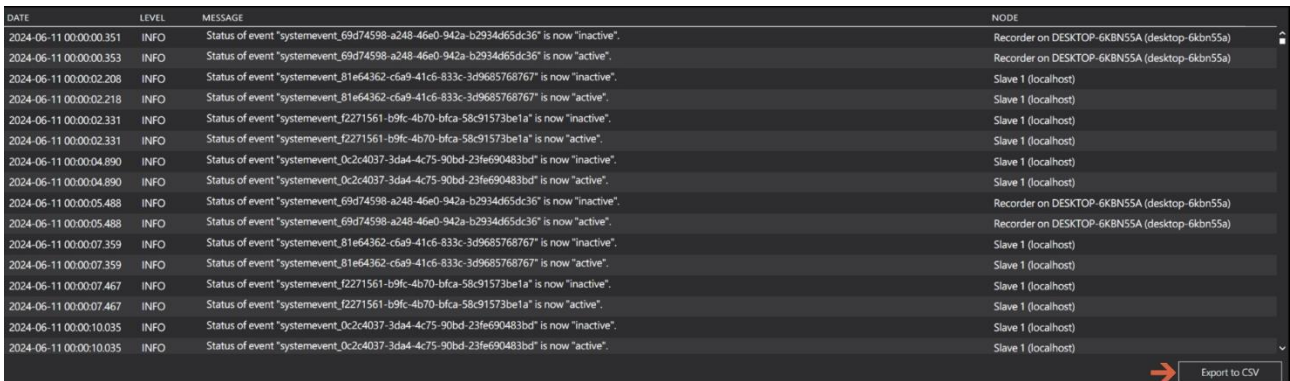 DATE LEVEL MESSAGE NODE
2024-06-11 00:00:00.351 INFO Status of event "systemevent_69d74598-a248-46e0-942a-b2934d65dc36" is now "inactive". Recorder on DESKTOP-6KBN55A (desktop-6kbn55a)
2024-06-11 00:00:00.353 INFO Status of event "systemevent_69d74598-a248-46e0-942a-b2934d65dc36" is now "active". Recorder on DESKTOP-6KBN55A (desktop-6kbn55a)
2024-06-11 00:00:02.208 INFO Status of event "systemevent_81e64362-c6a9-41c6-833c-3d9685768767" is now "inactive". Slave 1 (localhost)
2024-06-11 00:00:02.218 INFO Status of event "systemevent_81e64362-c6a9-41c6-833c-3d9685768767" is now "active". Slave 1 (localhost)
2024-06-11 00:00:02.331 INFO Status of event "systemevent_f2271561-b9fc-4b70-bfca-58c91573be1a" is now "inactive". Slave 1 (localhost)
2024-06-11 00:00:02.331 INFO Status of event "systemevent_f2271561-b9fc-4b70-bfca-58c91573be1a" is now "active". Slave 1 (localhost)
2024-06-11 00:00:04.890 INFO Status of event "systemevent_0c2c4037-3da4-4c75-90bd-23fe690483bd" is now "inactive". Slave 1 (localhost)
2024-06-11 00:00:04.890 INFO Status of event "systemevent_0c2c4037-3da4-4c75-90bd-23fe690483bd" is now "active". Slave 1 (localhost)
2024-06-11 00:00:05.488 INFO Status of event "systemevent_69d74598-a248-46e0-942a-b2934d65dc36" is now "inactive". Recorder on DESKTOP-6KBN55A (desktop-6kbn55a)
2024-06-11 00:00:05.488 INFO Status of event "systemevent_69d74598-a248-46e0-942a-b2934d65dc36" is now "active". Recorder on DESKTOP-6KBN55A (desktop-6kbn55a)
2024-06-11 00:00:07.359 INFO Status of event "systemevent_81e64362-c6a9-41c6-833c-3d9685768767" is now "inactive". Slave 1 (localhost)
2024-06-11 00:00:07.359 INFO Status of event "systemevent_81e64362-c6a9-41c6-833c-3d9685768767" is now "active". Slave 1 (localhost)
2024-06-11 00:00:07.467 INFO Status of event "systemevent_f2271561-b9fc-4b70-bfca-58c91573be1a" is now "inactive". Slave 1 (localhost)
2024-06-11 00:00:07.467 INFO Status of event "systemevent_f2271561-b9fc-4b70-bfca-58c91573be1a" is now "active". Slave 1 (localhost)
2024-06-11 00:00:10.035 INFO Status of event "systemevent_0c2c4037-3da4-4c75-90bd-23fe690483bd" is now "inactive". Slave 1 (localhost)
2024-06-11 00:00:10.035 INFO Status of event "systemevent_0c2c4037-3da4-4c75-90bd-23fe690483bd" is now "active". Slave 1 (localhost)
Export to CSV